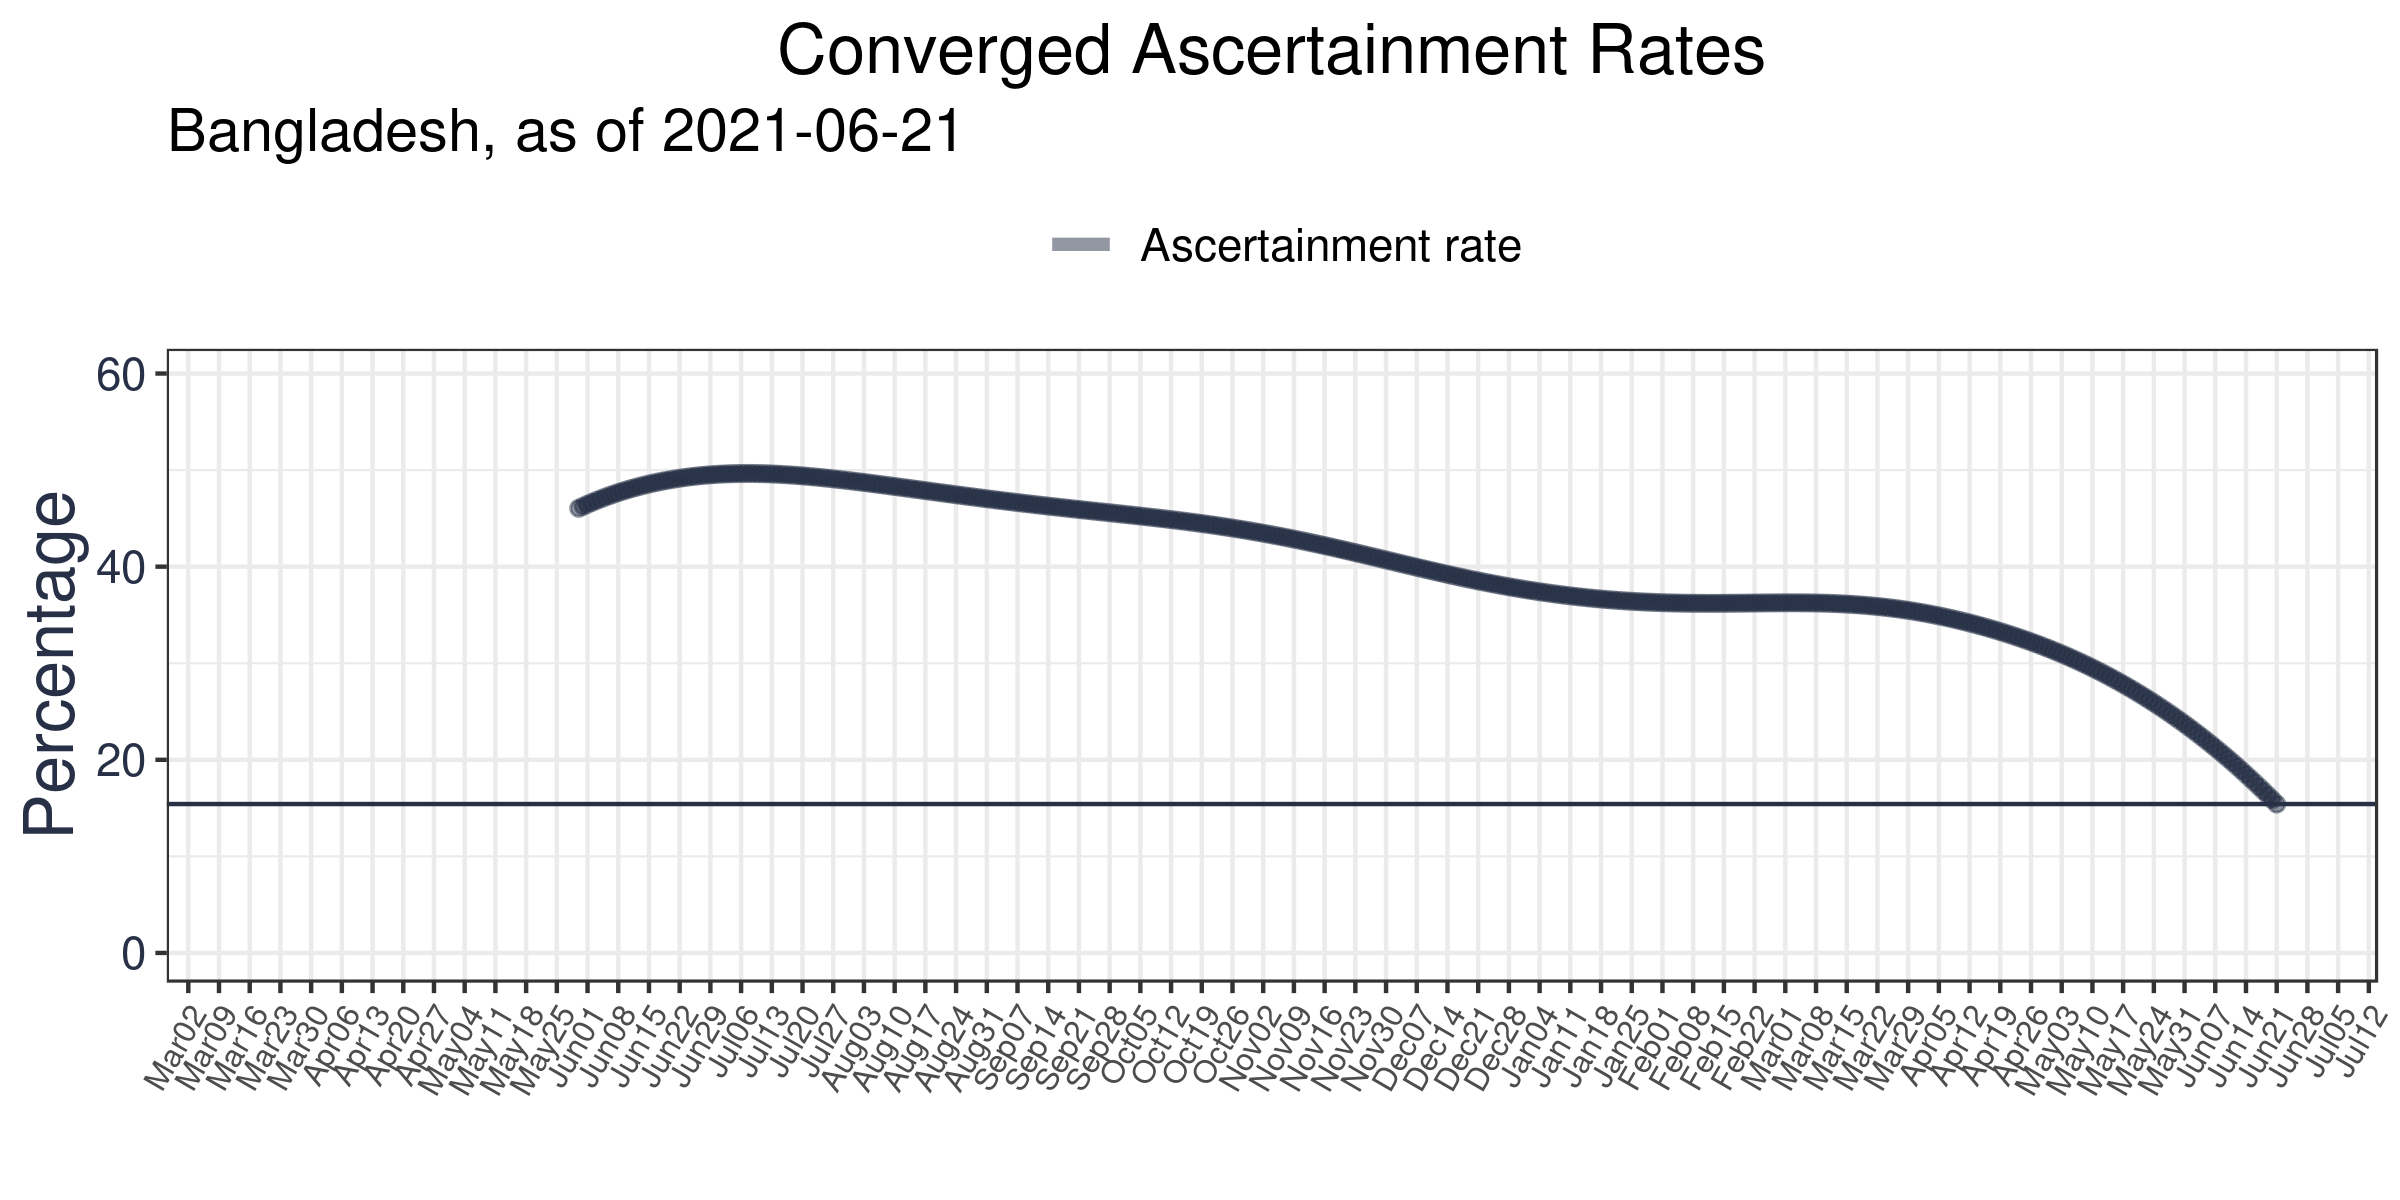 Converged Ascertainment Rates
Bangladesh, as of 2021-06-21
Ascertainment rate
Percentage
60
40
20
0
Mar02
Mar09
Mar16
Mar23
Mar30
Apr06
Apr13
Apr20
Apr27
May04
May11
May18
May25
Jun01
Jun08
Jun15
Jun22
Jun29
Jul06
Jul13
Jul20
Jul27
Aug03
Aug10
Aug17
Aug24
Aug31
Sep07
Sep14
Sep21
Sep28
Oct05
Oct12
Oct19
Oct26
Nov02
Nov09
Nov16
Nov23
Nov30
Dec07
Dec14
Dec21
Dec28
Jan04
Jan11
Jan18
Jan25
Feb01
Feb08
Feb15
Feb22
Mar01
Mar08
Mar15
Mar22
Mar29
Apr05
Apr12
Apr19
Apr26
May03
May10
May17
May24
May31
Jun07
Jun14
Jun21
Jun28
Jul05
Jul12